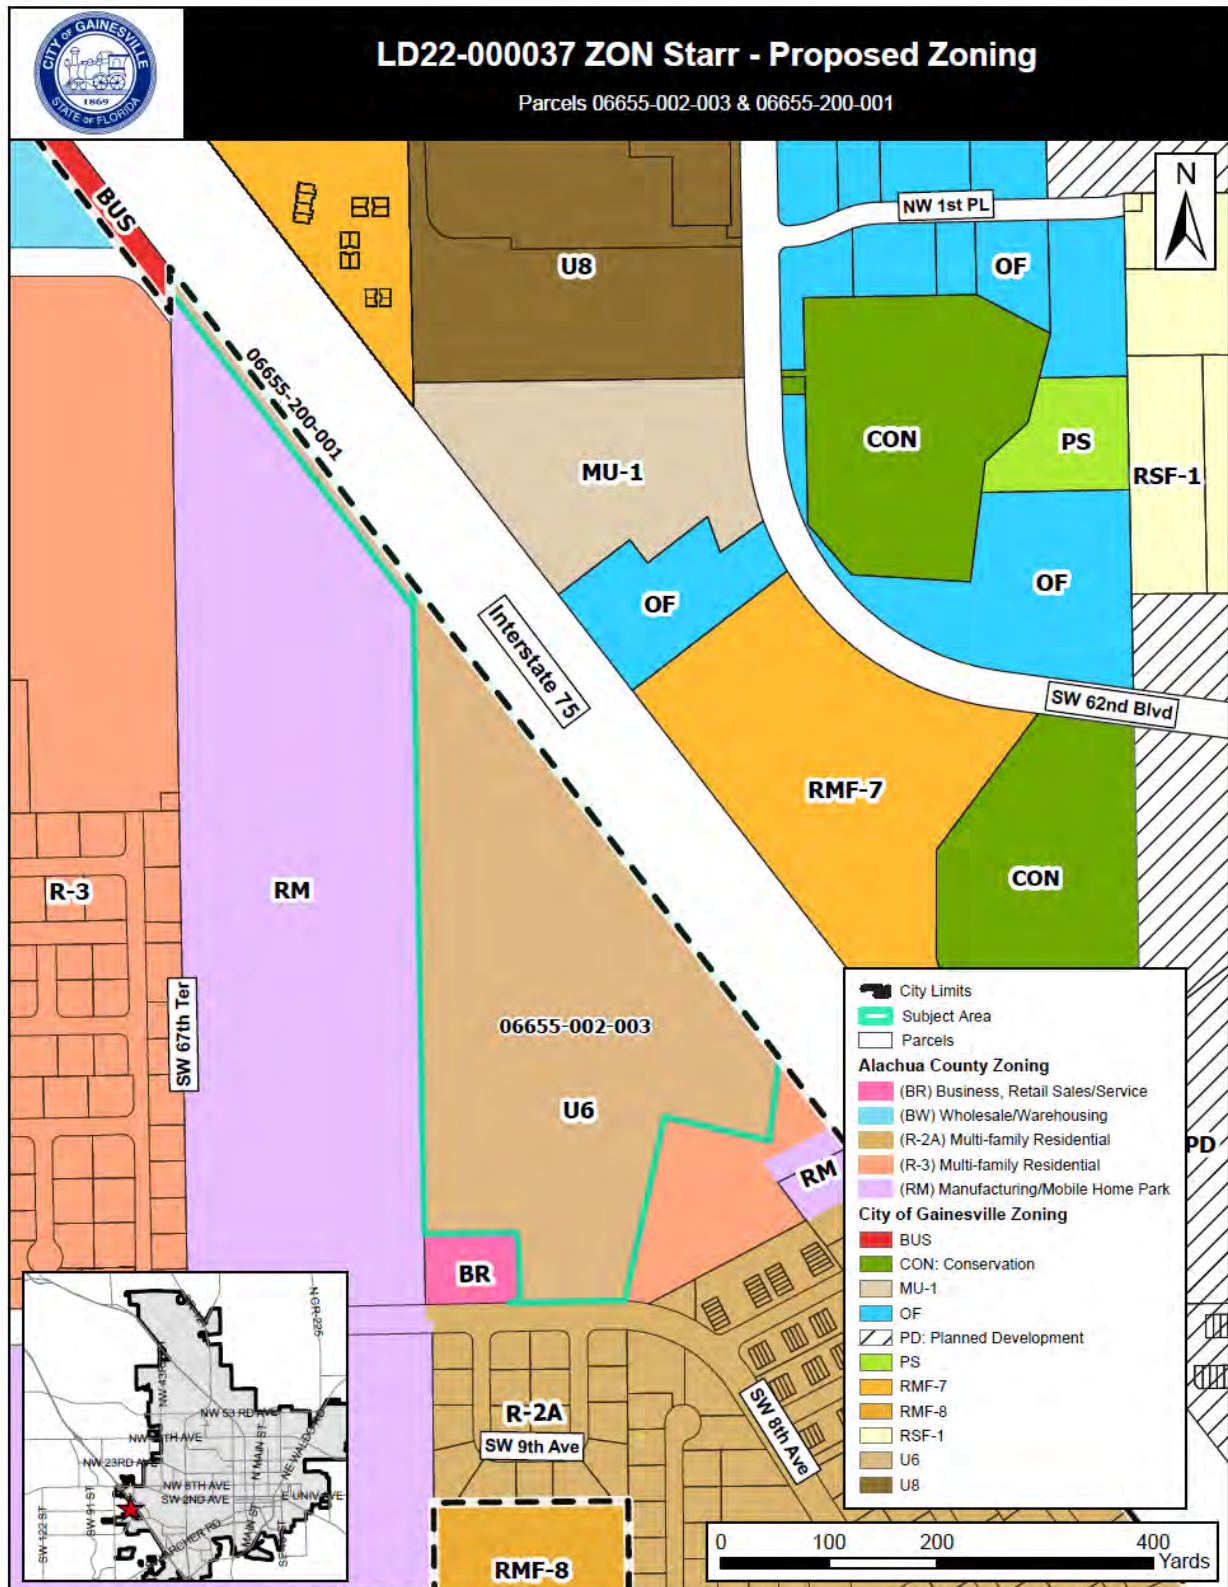 CITY OF GAINESVILLE
1869
STATE OF FLORIDA
LD22-000037 ZON Starr - Proposed Zoning
Parcels 06655-002-003 & 06655-200-001
N
BUS
NW 1st PL
U8
OF
06655-200-001
CON
PS
MU-1
RSF-1
OF
OF
Interstate 75
SW 62nd Blvd
RMF-7
R-3
RM
CON
SW 67th Ter
06655-002-003
U6
RM
PD
BR
R-2A
SW 9th Ave
SW 8th Ave
RMF-8
City Limits
Subject Area
Parcels
Alachua County Zoning
(BR) Business, Retail Sales/Service
(BW) Wholesale/Warehousing
(R-2A) Multi-family Residential
(R-3) Multi-family Residential
(RM) Manufacturing/Mobile Home Park
City of Gainesville Zoning
BUS
CON: Conservation
MU-1
OF
PD: Planned Development
PS
RMF-7
RMF-8
RSF-1
U6
U8
N CR-225
NW 53 RD AVE
NW 23RD AVE
NW 8TH AVE
SW 2ND AVE
N MAIN ST
SW 91 ST
SW 122 ST
ARCHER RD
0 100 200 400
Yards